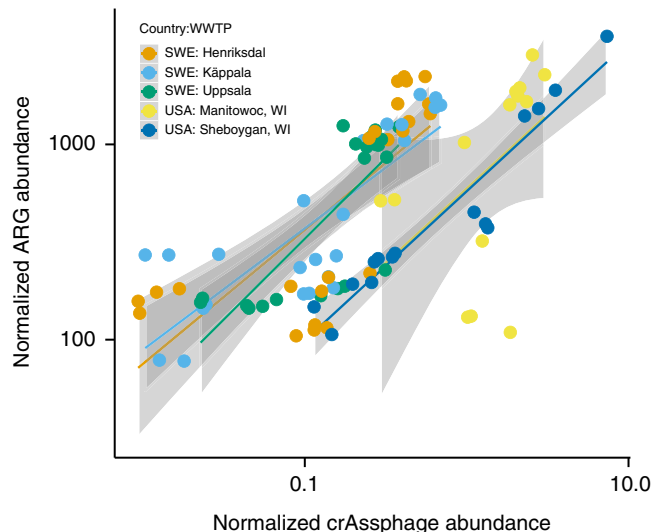 Country:WWTP
SWE: Henriksdal
SWE: Käppala
SWE: Uppsala
USA: Manitowoc, WI
USA: Sheboygan, WI
Normalized ARG abundance
1000
100
0.1
10.0
Normalized crAssphage abundance